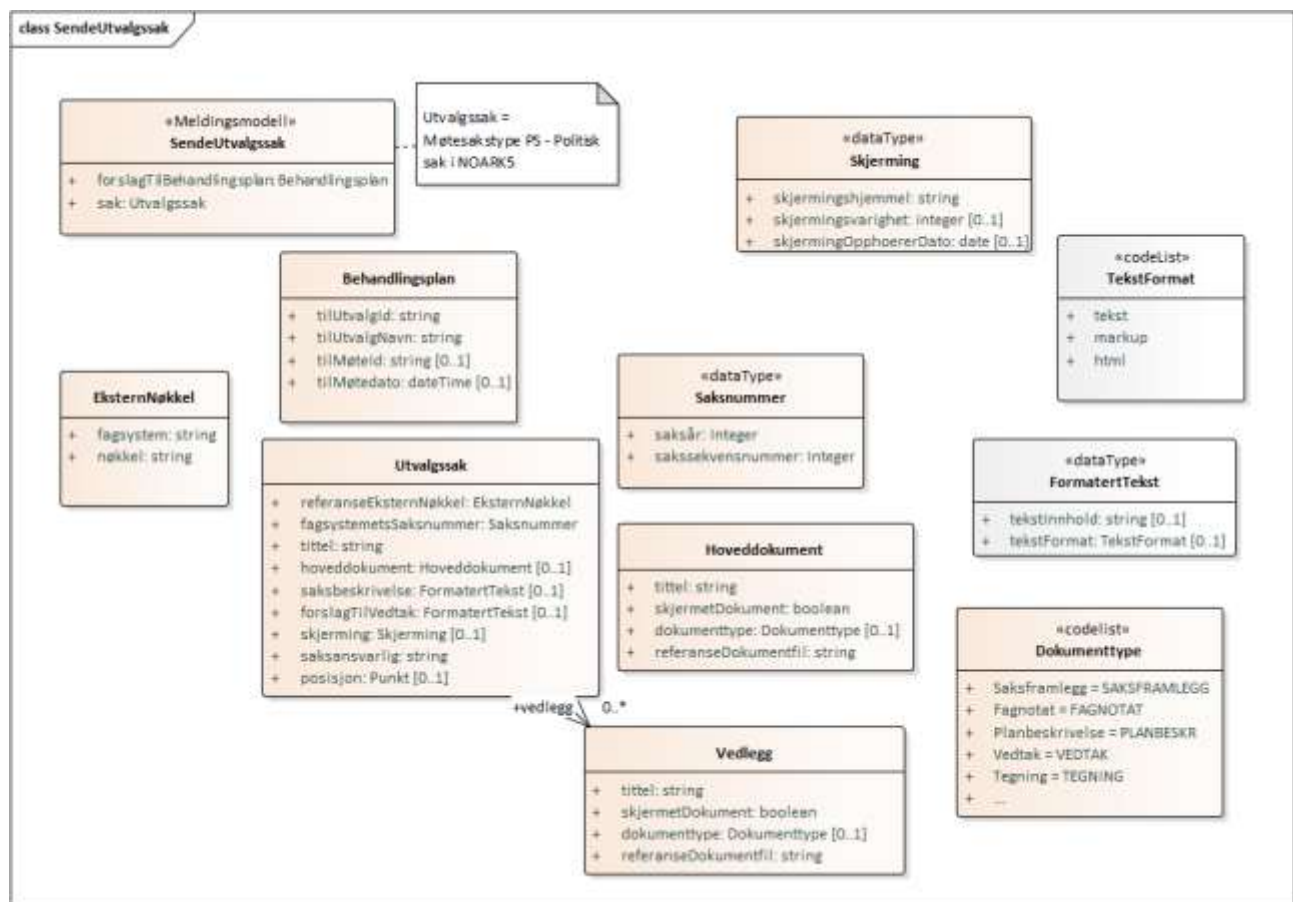 class SendeUtvalgssak
«Meldingsmodell»
SendeUtvalgssak
+ forslagTilBehandlingsplan: Behandlingsplan
+ sak: Utvalgssak
Utvalgssak =
Møtesakstype PS - Politisk
sak i NOARK5
«dataType»
Skjerming
+ skjermingshjemmel: string
+ skjermingsvarighet: integer [0..1]
+ skjermingOpphoererDato: date [0..1]
«codeList»
TekstFormat
+ tekst
+ markup
+ html
Behandlingsplan
+ tilUtvalgId: string
+ tilUtvalgNavn: string
+ tilMøteId: string [0..1]
+ tilMøtedato: dateTime [0..1]
EksternNøkkel
+ fagsystem: string
+ nøkkel: string
«dataType»
Saksnummer
+ saksår: Integer
+ sakssekvensnummer: Integer
Utvalgssak
+ referanseEksternNøkkel: EksternNøkkel
+ fagsystemetsSaksnummer: Saksnummer
+ tittel: string
+ hoveddokument: Hoveddokument [0..1]
+ saksbeskrivelse: FormatertTekst [0..1]
+ forslagTilVedtak: FormatertTekst [0..1]
+ skjerming: Skjerming [0..1]
+ saksansvarlig: string
+ posisjon: Punkt [0..1]
«dataType»
FormatertTekst
+ tekstInnhold: string [0..1]
+ tekstFormat: TekstFormat [0..1]
Hoveddokument
+ tittel: string
+ skjermetDokument: boolean
+ dokumenttype: Dokumenttype [0..1]
+ referanseDokumentfil: string
«codelist»
Dokumenttype
+ Saksframlegg = SAKSFRAMLEGG
+ Fagnotat = FAGNOTAT
+ Planbeskrivelse = PLANBESKR
+ Vedtak = VEDTAK
+ Tegning = TEGNING
+ ...
+vedlegg 0..*
Vedlegg
+ tittel: string
+ skjermetDokument: boolean
+ dokumenttype: Dokumenttype [0..1]
+ referanseDokumentfil: string